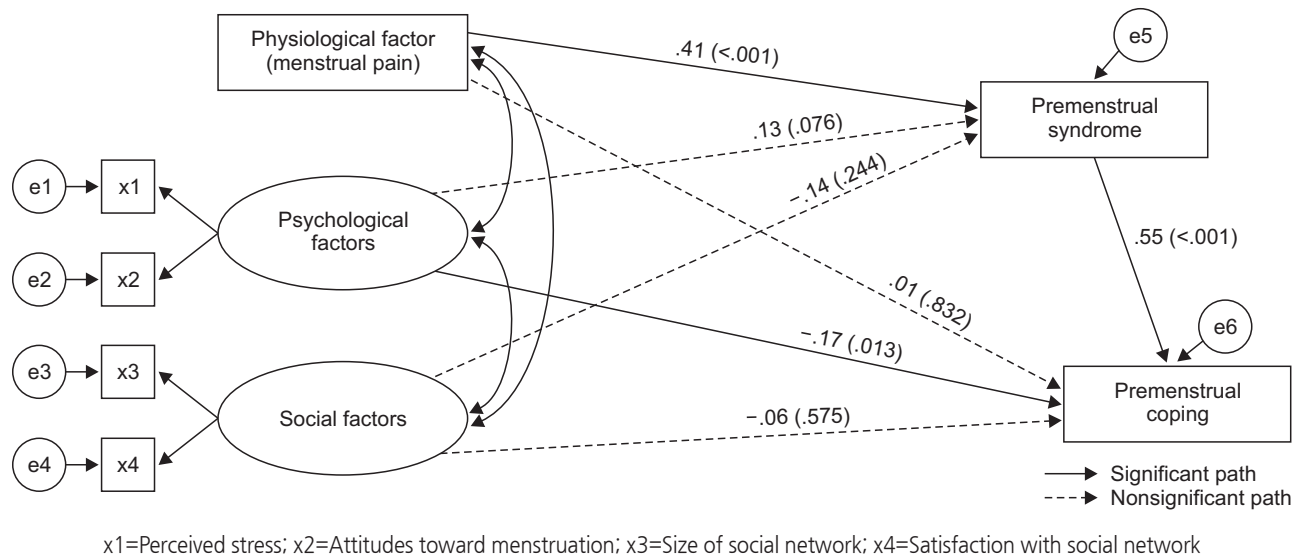 Physiological factor
(menstrual pain)
.41 (<.001)
e5
Premenstrual
syndrome
.13 (.076)
−.14 (.244)
e1
x1
Psychological
factors
e2
x2
.55 (<.001)
.01 (.832)
−.17 (.013)
e6
e3
x3
Social factors
Premenstrual
coping
−.06 (.575)
e4
x4
Significant path
Nonsignificant path
x1=Perceived stress; x2=Attitudes toward menstruation; x3=Size of social network; x4=Satisfaction with social network